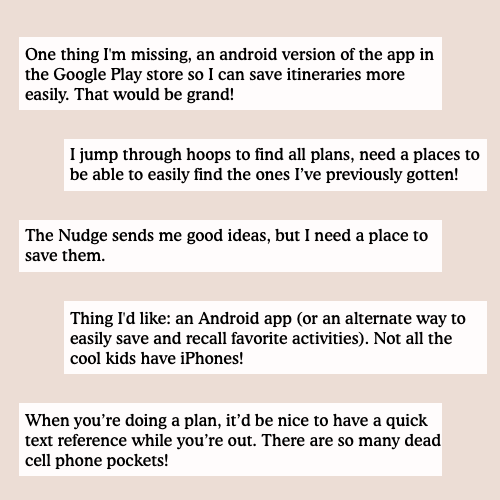 One thing I'm missing, an android version of the app in
the Google Play store so I can save itineraries more
easily. That would be grand!
I jump through hoops to find all plans, need a places to
be able to easily find the ones I’ve previously gotten!
The Nudge sends me good ideas, but I need a place to
save them.
Thing I'd like: an Android app (or an alternate way to
easily save and recall favorite activities). Not all the
cool kids have iPhones!
When you’re doing a plan, it’d be nice to have a quick
text reference while you’re out. There are so many dead
cell phone pockets!